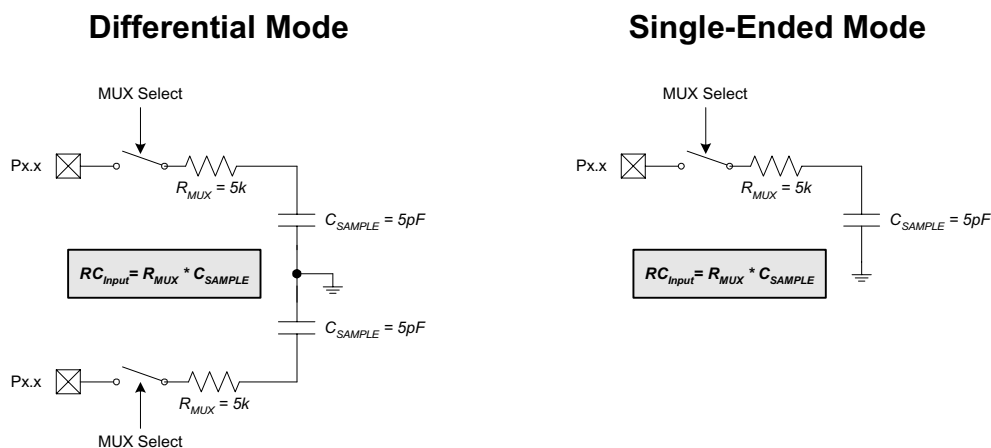 Differential Mode
MUX Select
Px.x
R_MUX = 5k
C_SAMPLE = 5pF
RC_Input= R_MUX * C_SAMPLE
C_SAMPLE = 5pF
Px.x
R_MUX = 5k
MUX Select
Single-Ended Mode
MUX Select
Px.x
R_MUX = 5k
C_SAMPLE = 5pF
RC_Input= R_MUX * C_SAMPLE